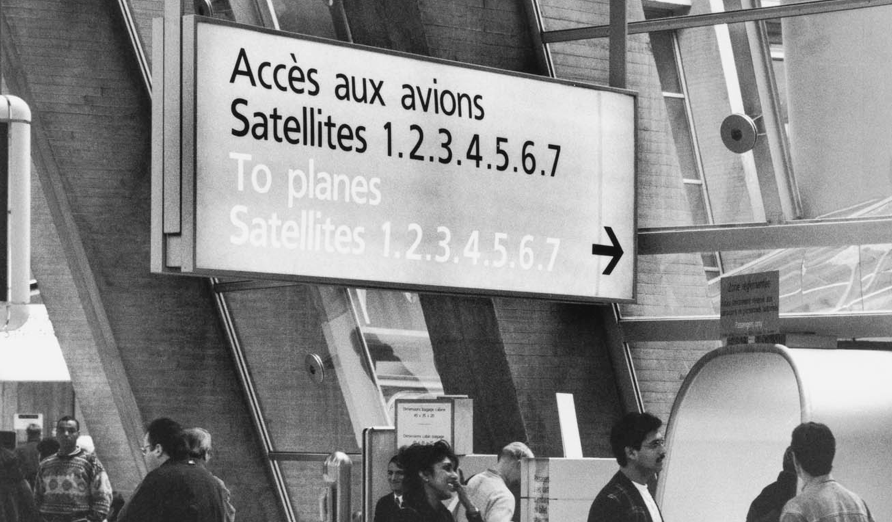 Accès aux avions
Satellites 1.2.3.4.5.6.7
To planes
Satellites 1.2.3.4.5.6.7